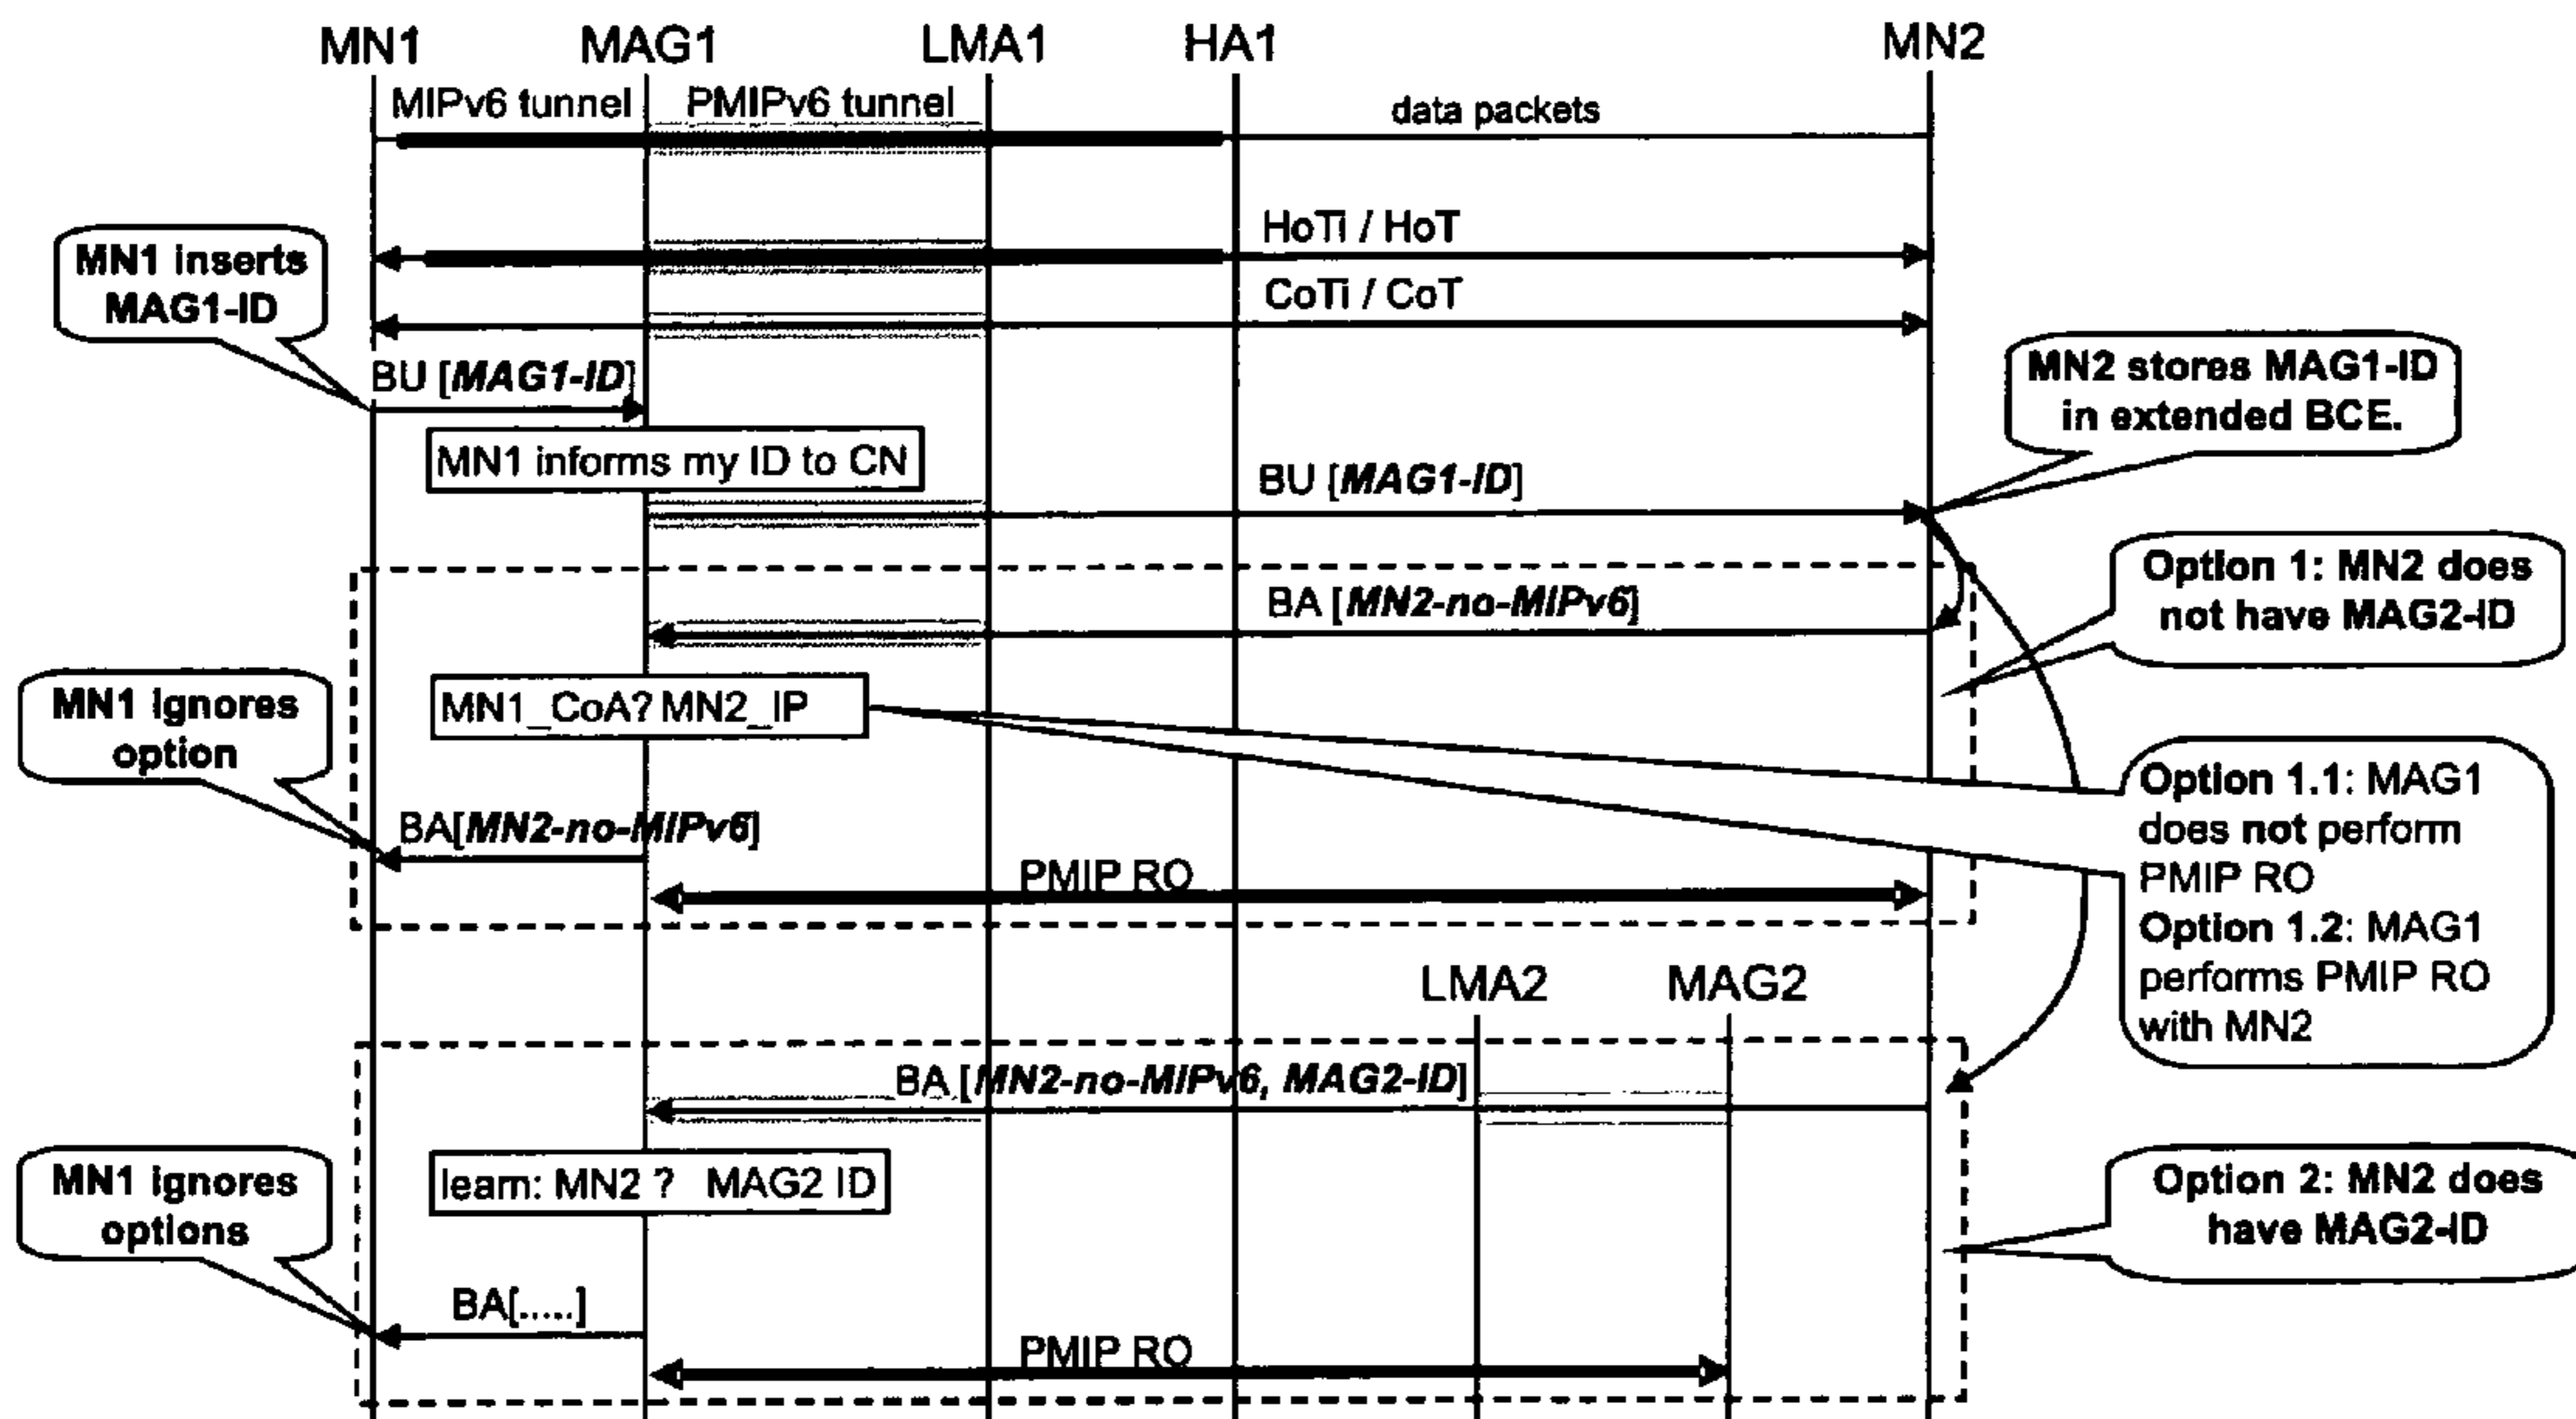 MN1 MAG1 LMA1 HA1 MN2
MIPv6 tunnel PMIPv6 tunnel data packets
HoTi / HoT
MN1 inserts
MAG1-ID
CoTi / CoT
BU [MAG1-ID]
MN2 stores MAG1-ID
in extended BCE.
MN1 informs my ID to CN
BU [MAG1-ID]
Option 1: MN2 does
not have MAG2-ID
BA [MN2-no-MIPv6]
MN1 ignores
option
MN1_CoA? MN2_IP
Option 1.1: MAG1
does not perform
PMIP RO
Option 1.2: MAG1
performs PMIP RO
with MN2
BA[MN2-no-MIPv6]
PMIP RO
LMA2 MAG2
BA [MN2-no-MIPv6, MAG2-ID]
MN1 ignores
options
learn: MN2 ? MAG2 ID
Option 2: MN2 does
have MAG2-ID
BA[.....]
PMIP RO